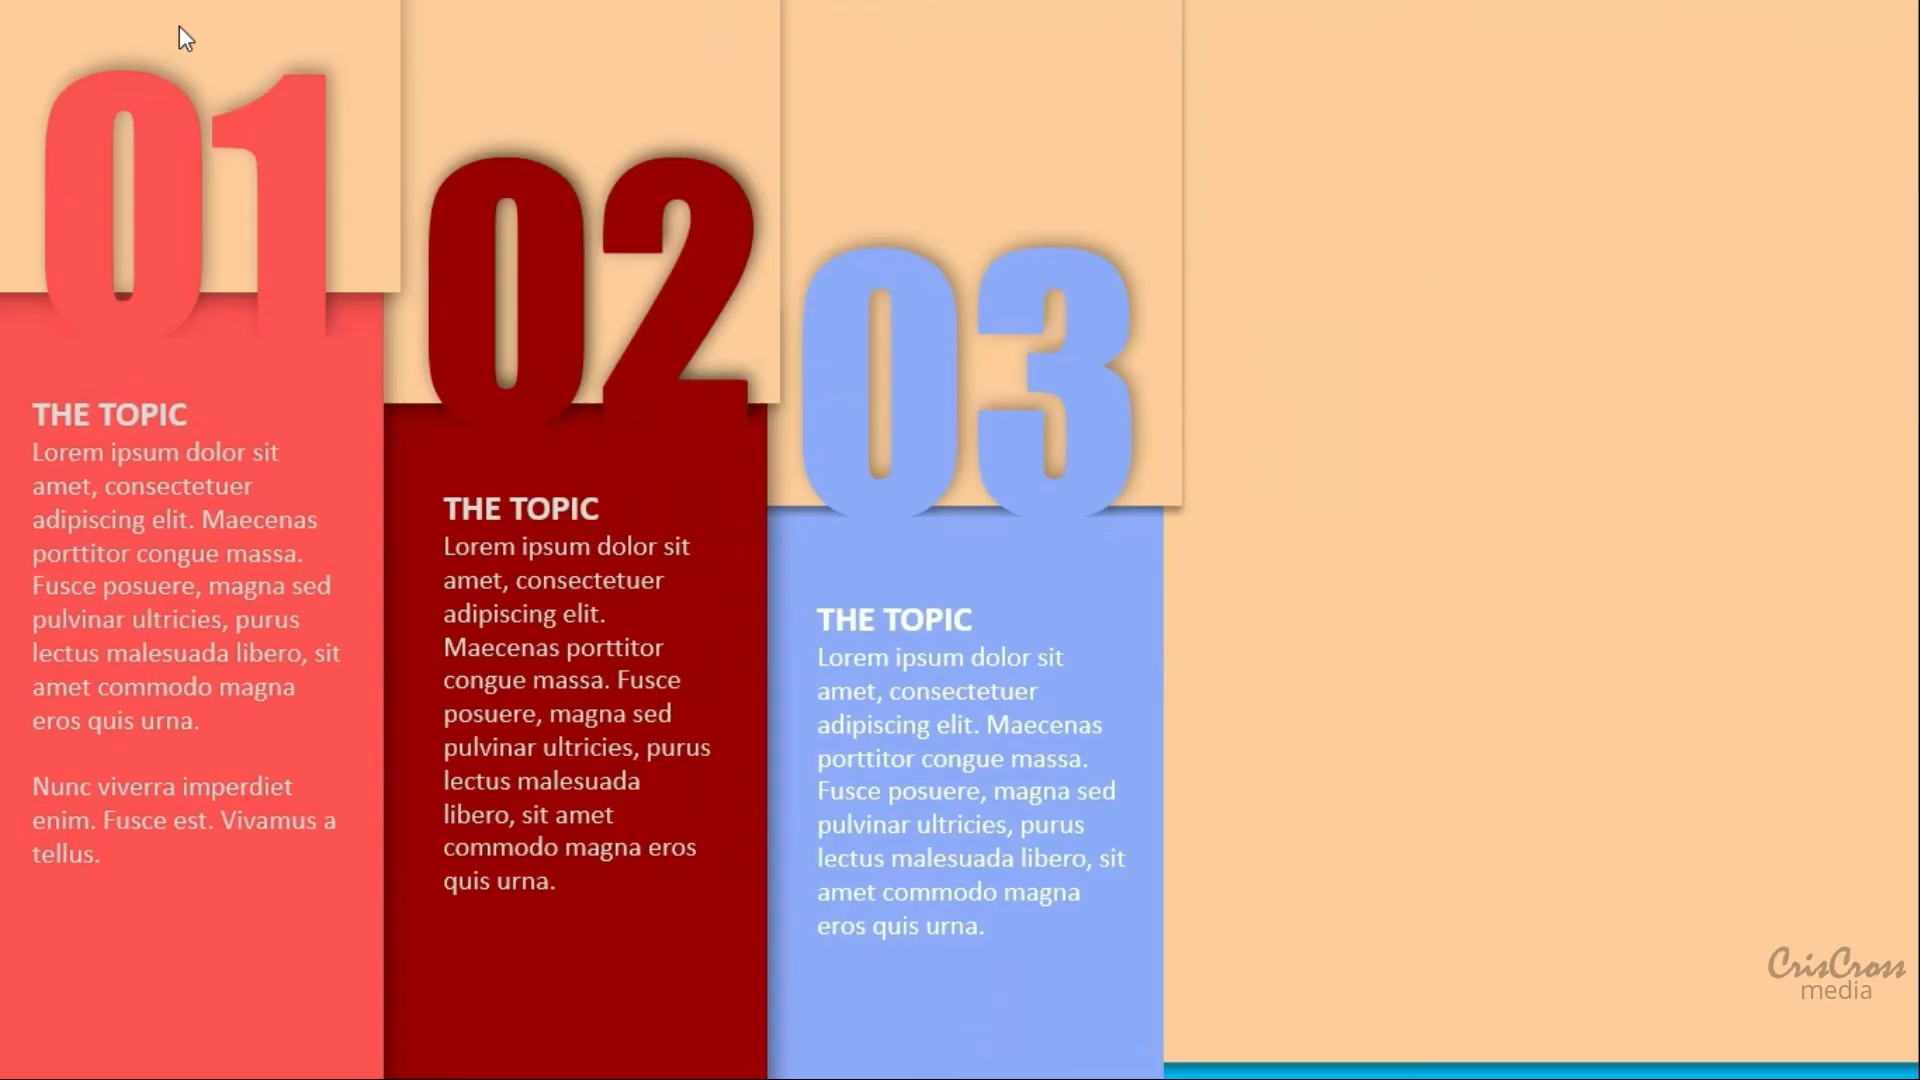 01
THE TOPIC
Lorem ipsum dolor sit
amet, consectetuer
adipiscing elit. Maecenas
porttitor congue massa.
Fusce posuere, magna sed
pulvinar ultricies, purus
lectus malesuada libero, sit
amet commodo magna
eros quis urna.
Nunc viverra imperdiet
enim. Fusce est. Vivamus a
tellus.
02
THE TOPIC
Lorem ipsum dolor sit
amet, consectetuer
adipiscing elit.
Maecenas porttitor
congue massa. Fusce
posuere, magna sed
pulvinar ultricies, purus
lectus malesuada
libero, sit amet
commodo magna eros
quis urna.
03
THE TOPIC
Lorem ipsum dolor sit
amet, consectetuer
adipiscing elit. Maecenas
porttitor congue massa.
Fusce posuere, magna sed
pulvinar ultricies, purus
lectus malesuada libero, sit
amet commodo magna
eros quis urna.
CrisCross
media